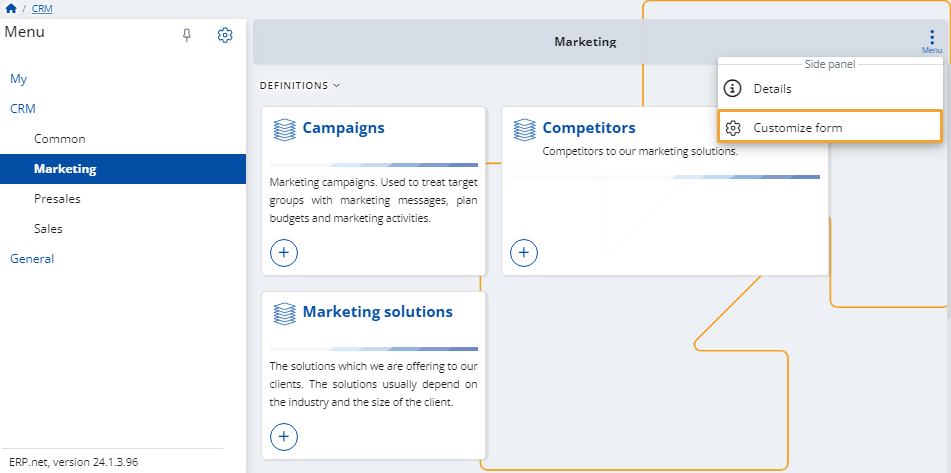 / CRM
Menu
My
CRM
Common
Marketing
Presales
Sales
General
ERP.net, version 24.1.3.96
Marketing
Menu
Side panel
Details
Customize form
DEFINITIONS
Campaigns
Marketing campaigns. Used to treat target
groups with marketing messages, plan
budgets and marketing activities.
Competitors
Competitors to our marketing solutions.
Marketing solutions
The solutions which we are offering to our
clients. The solutions usually depend on
the industry and the size of the client.